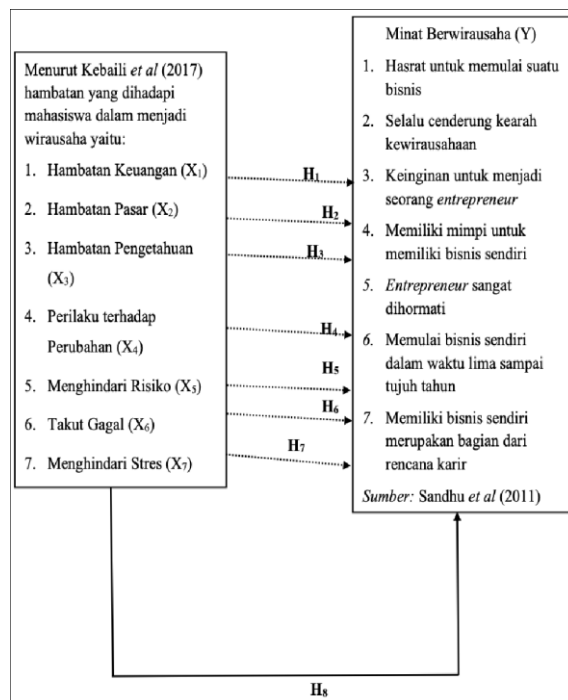 Menurut Kebaili et al (2017)
hambatan yang dihadapi
mahasiswa dalam menjadi
wirausaha yaitu:
1. Hambatan Keuangan (X₁)
2. Hambatan Pasar (X₂)
3. Hambatan Pengetahuan
(X₃)
4. Perilaku terhadap
Perubahan (X₄)
5. Menghindari Risiko (X₅)
6. Takut Gagal (X₆)
7. Menghindari Stres (X₇)
H₁
H₂
H₃
H₄
H₅
H₆
H₇
Minat Berwirausaha (Y)
1. Hasrat untuk memulai suatu
bisnis
2. Selalu cenderung kearah
kewirausahaan
3. Keinginan untuk menjadi
seorang entrepreneur
4. Memiliki mimpi untuk
memiliki bisnis sendiri
5. Entrepreneur sangat
dihormati
6. Memulai bisnis sendiri
dalam waktu lima sampai
tujuh tahun
7. Memiliki bisnis sendiri
merupakan bagian dari
rencana karir
Sumber: Sandhu et al (2011)
H₈